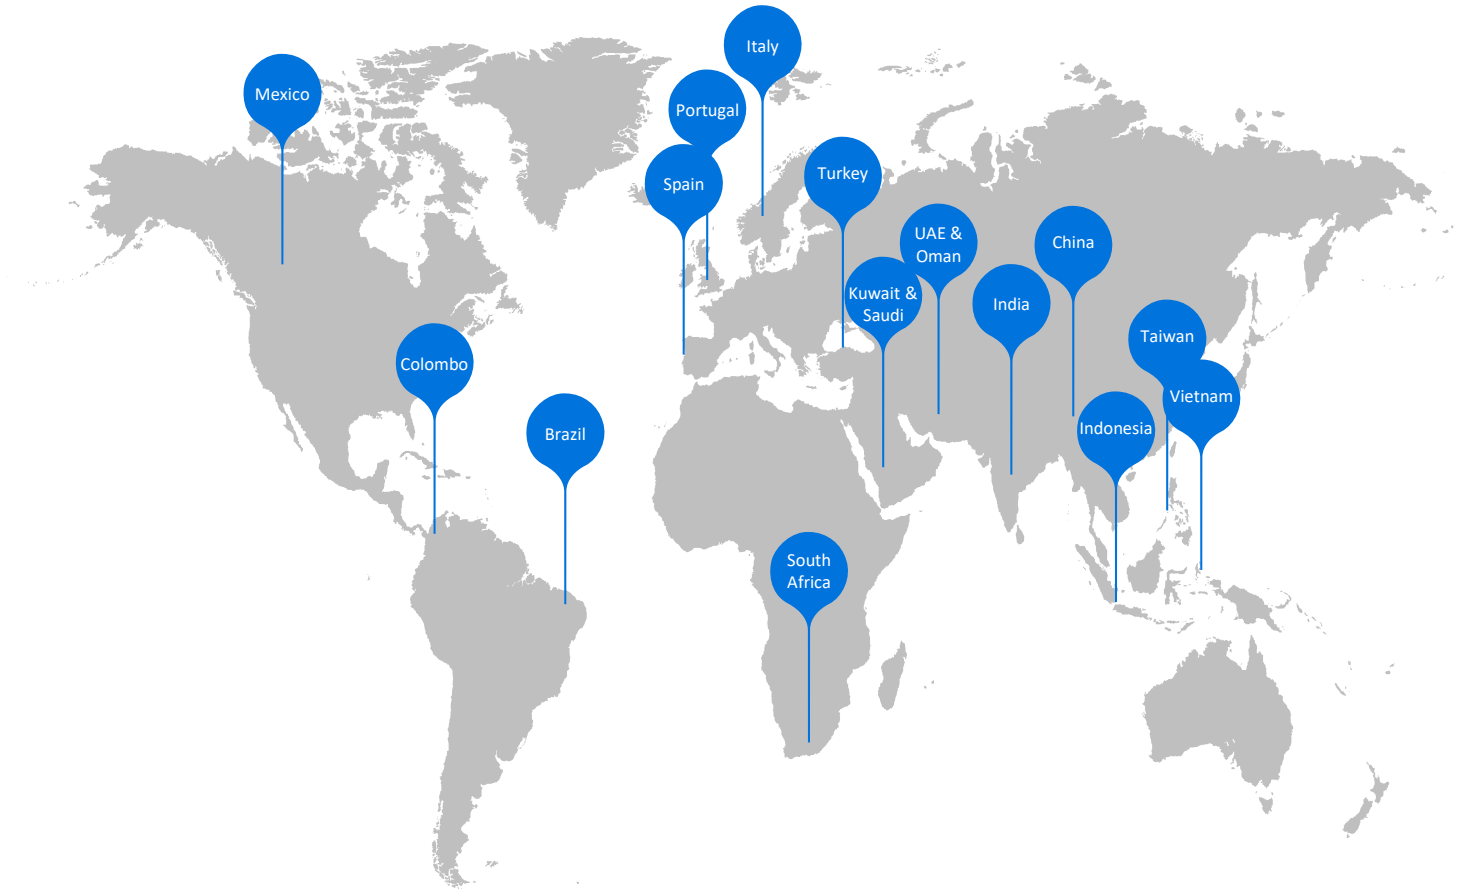 Italy
Mexico
Portugal
Spain
Turkey
UAE &
Oman
China
Kuwait &
Saudi
India
Taiwan
Colombo
Vietnam
Indonesia
Brazil
South
Africa